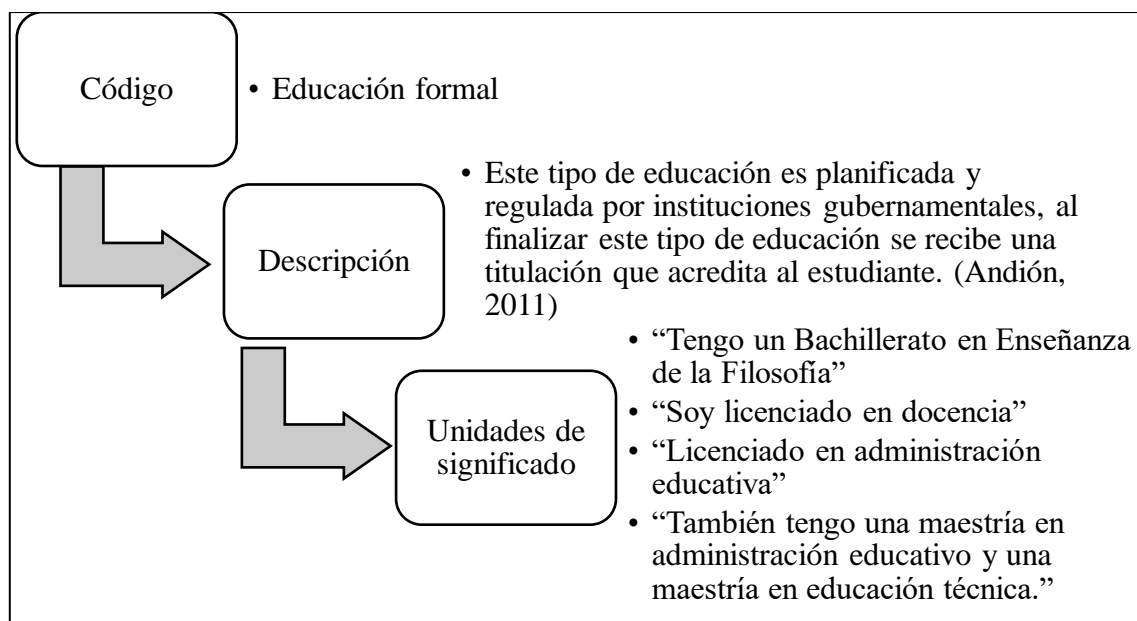 Código
• Educación formal
Descripción
• Este tipo de educación es planificada y
regulada por instituciones gubernamentales, al
finalizar este tipo de educación se recibe una
titulación que acredita al estudiante. (Andión,
2011)
Unidades de
significado
• “Tengo un Bachillerato en Enseñanza
de la Filosofía”
• “Soy licenciado en docencia”
• “Licenciado en administración
educativa”
• “También tengo una maestría en
administración educativo y una
maestría en educación técnica.”